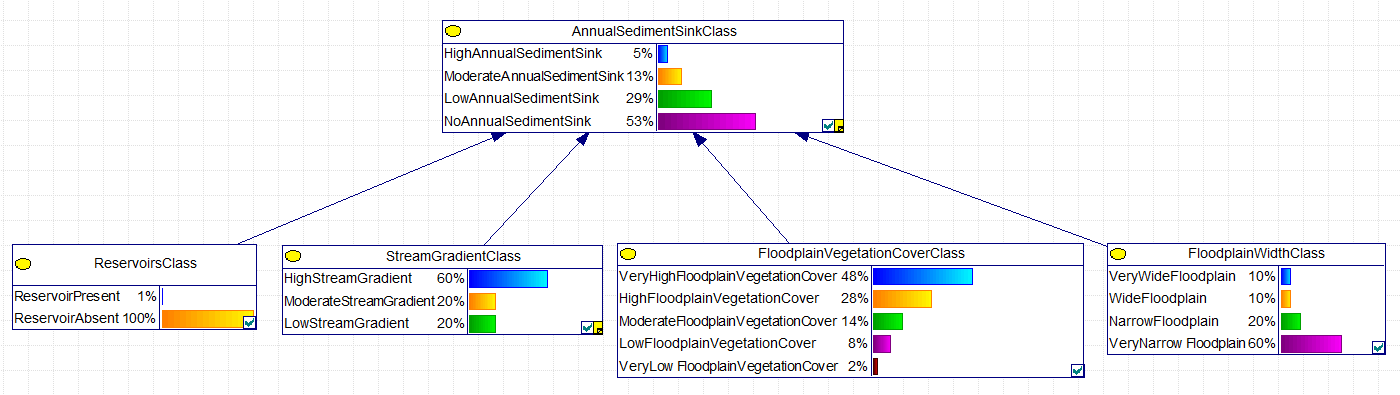 AnnualSedimentSinkClass
HighAnnualSedimentSink 5%
ModerateAnnualSedimentSink 13%
LowAnnualSedimentSink 29%
NoAnnualSedimentSink 53%
ReservoirsClass
ReservoirPresent 1%
ReservoirAbsent 100%
StreamGradientClass
HighStreamGradient 60%
ModerateStreamGradient 20%
LowStreamGradient 20%
FloodplainVegetationCoverClass
VeryHighFloodplainVegetationCover 48%
HighFloodplainVegetationCover 28%
ModerateFloodplainVegetationCover 14%
LowFloodplainVegetationCover 8%
VeryLow FloodplainVegetationCover 2%
FloodplainWidthClass
VeryWideFloodplain 10%
WideFloodplain 10%
NarrowFloodplain 20%
VeryNarrow Floodplain 60%